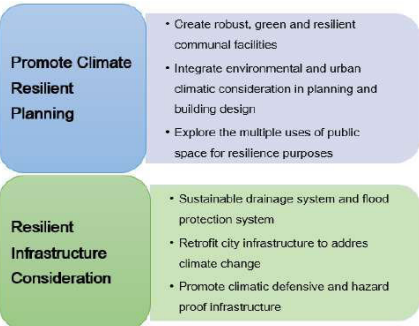 Promote Climate
Resilient
Planning
• Create robust, green and resilient
communal facilities
• Integrate environmental and urban
climatic consideration in planning and
building design
• Explore the multiple uses of public
space for resilience purposes
Resilient
Infrastructure
Consideration
• Sustainable drainage system and flood
protection system
• Retrofit city infrastructure to addres
climate change
• Promote climatic defensive and hazard
proof infrastructure